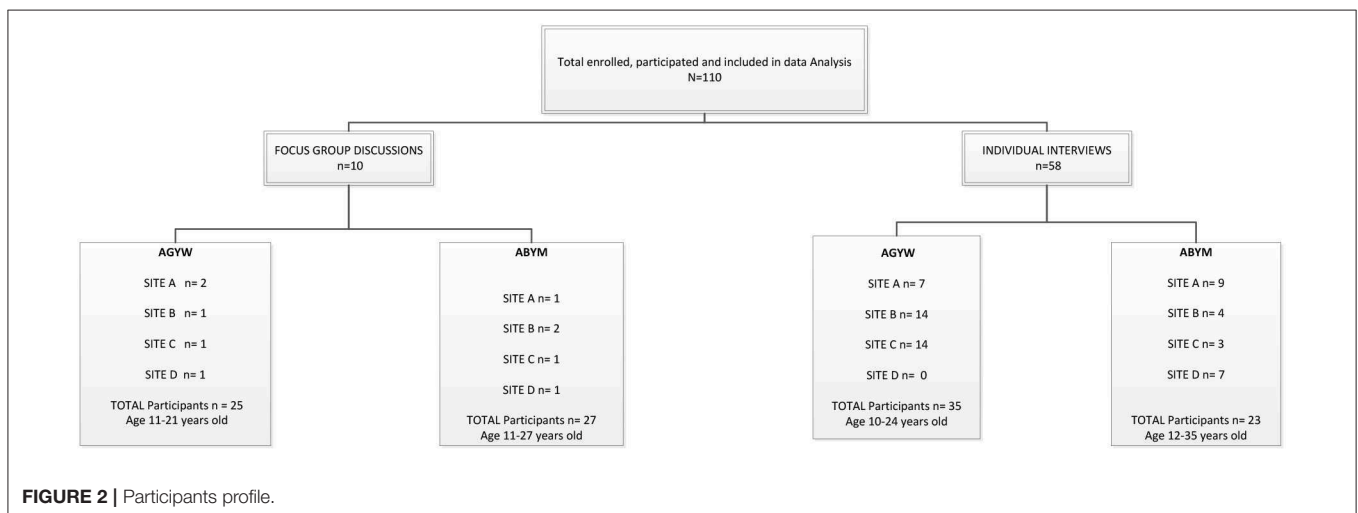 Total enrolled, participated and included in data Analysis
N=110
FOCUS GROUP DISCUSSIONS
n=10
INDIVIDUAL INTERVIEWS
n=58
AGYW
SITE A n= 2
SITE B n= 1
SITE C n= 1
SITE D n= 1
TOTAL Participants n = 25
Age 11-21 years old
ABYM
SITE A n= 1
SITE B n= 2
SITE C n= 1
SITE D n= 1
TOTAL Participants n= 27
Age 11-27 years old
AGYW
SITE A n= 7
SITE B n= 14
SITE C n= 14
SITE D n= 0
TOTAL Participants n= 35
Age 10-24 years old
ABYM
SITE A n= 9
SITE B n= 4
SITE C n= 3
SITE D n= 7
TOTAL Participants n= 23
Age 12-35 years old
FIGURE 2 | Participants profile.